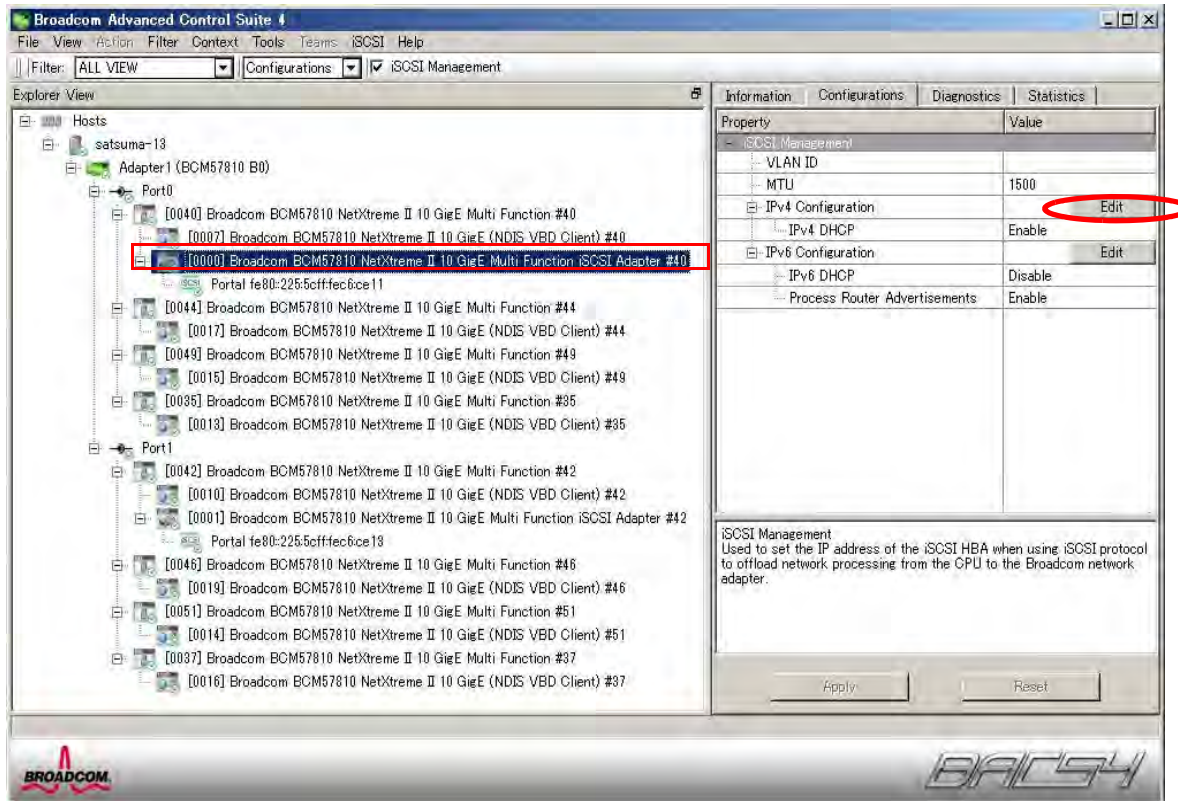 Broadcom Advanced Control Suite 4
File View Action Filter Context Tools Teams iSCSI Help
Filter: ALL VIEW Configurations iSCSI Management
Explorer View
Hosts
satsuma-13
Adapter1 (BCM57810 B0)
Port0
[0040] Broadcom BCM57810 NetXtreme II 10 GigE Multi Function #40
[0007] Broadcom BCM57810 NetXtreme II 10 GigE (NDIS VBD Client) #40
[0000] Broadcom BCM57810 NetXtreme II 10 GigE Multi Function iSCSI Adapter #40
Portal fe80::225:5cff:fec6:ce11
[0044] Broadcom BCM57810 NetXtreme II 10 GigE Multi Function #44
[0017] Broadcom BCM57810 NetXtreme II 10 GigE (NDIS VBD Client) #44
[0049] Broadcom BCM57810 NetXtreme II 10 GigE Multi Function #49
[0015] Broadcom BCM57810 NetXtreme II 10 GigE (NDIS VBD Client) #49
[0035] Broadcom BCM57810 NetXtreme II 10 GigE Multi Function #35
[0013] Broadcom BCM57810 NetXtreme II 10 GigE (NDIS VBD Client) #35
Port1
[0042] Broadcom BCM57810 NetXtreme II 10 GigE Multi Function #42
[0010] Broadcom BCM57810 NetXtreme II 10 GigE (NDIS VBD Client) #42
[0001] Broadcom BCM57810 NetXtreme II 10 GigE Multi Function iSCSI Adapter #42
Portal fe80::225:5cff:fec6:ce13
[0046] Broadcom BCM57810 NetXtreme II 10 GigE Multi Function #46
[0019] Broadcom BCM57810 NetXtreme II 10 GigE (NDIS VBD Client) #46
[0051] Broadcom BCM57810 NetXtreme II 10 GigE Multi Function #51
[0014] Broadcom BCM57810 NetXtreme II 10 GigE (NDIS VBD Client) #51
[0037] Broadcom BCM57810 NetXtreme II 10 GigE Multi Function #37
[0016] Broadcom BCM57810 NetXtreme II 10 GigE (NDIS VBD Client) #37
Information Configurations Diagnostics Statistics
Property Value
iSCSI Management
VLAN ID
MTU 1500
IPv4 Configuration Edit
IPv4 DHCP Enable
IPv6 Configuration Edit
IPv6 DHCP Disable
Process Router Advertisements Enable
iSCSI Management
Used to set the IP address of the iSCSI HBA when using iSCSI protocol
to offload network processing from the CPU to the Broadcom network
adapter.
Apply Reset
BROADCOM.
BACS4